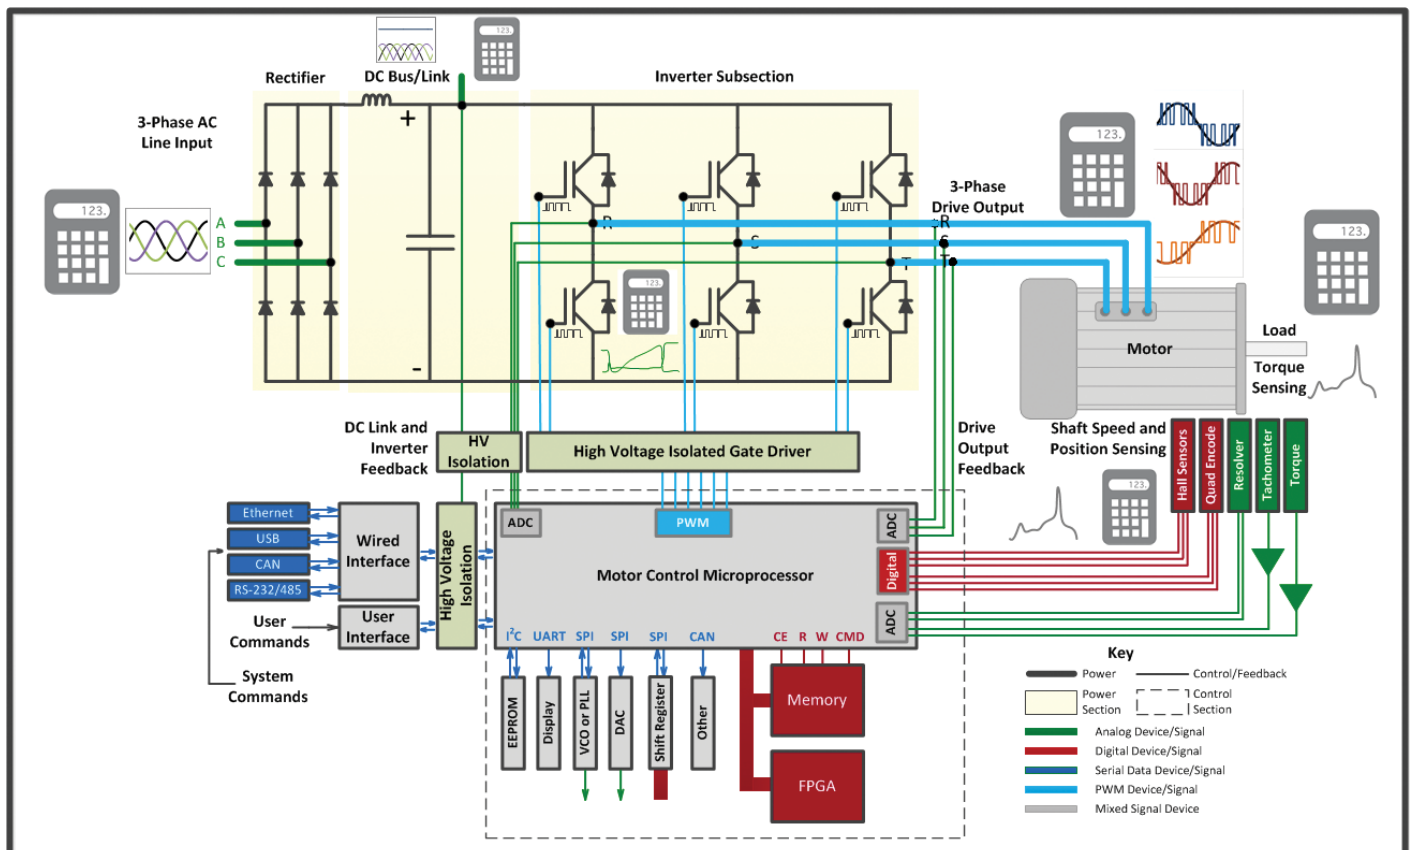 Rectifier
DC Bus/Link
Inverter Subsection
123.
3-Phase AC
Line Input
+
-
123.
A
B
C
R
S
T
123.
3-Phase
Drive Output
R
S
T
123.
123.
Motor
Load
Torque
Sensing
DC Link and
Inverter
Feedback
HV
Isolation
High Voltage Isolated Gate Driver
Drive
Output
Feedback
Shaft Speed and
Position Sensing
Hall Sensors
Quad Encode
Resolver
Tachometer
Torque
123.
Ethernet
USB
CAN
RS-232/485
Wired
Interface
User
Interface
High Voltage
Isolation
User
Commands
System
Commands
ADC
PWM
ADC
Digital
ADC
Motor Control Microprocessor
I²C
UART
SPI
SPI
SPI
CAN
CE
R
W
CMD
EEPROM
Display
VCO or PLL
DAC
Shift Register
Other
Memory
FPGA
Key
Power
Control/Feedback
Power
Section
Control
Section
Analog Device/Signal
Digital Device/Signal
Serial Data Device/Signal
PWM Device/Signal
Mixed Signal Device